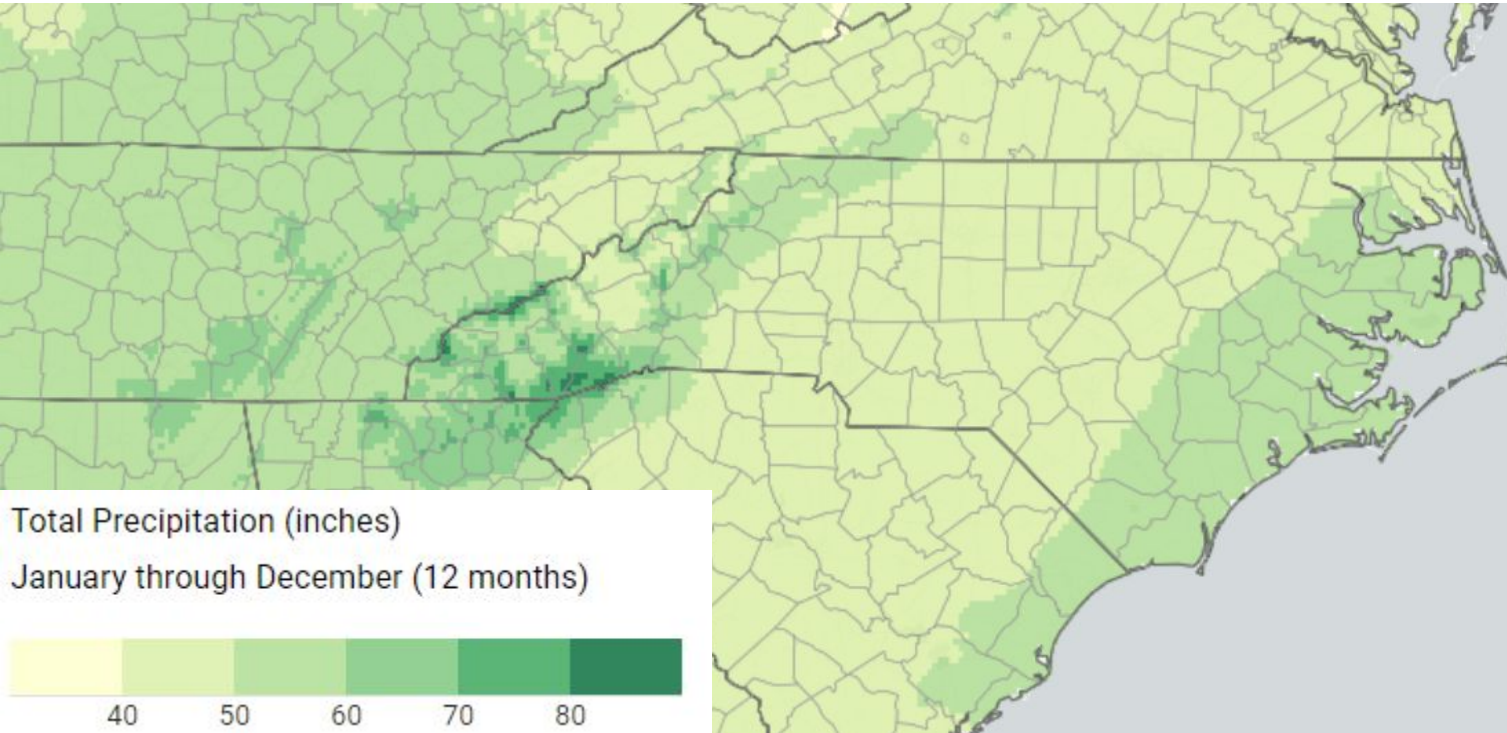 Total Precipitation (inches)
January through December (12 months)
40 50 60 70 80